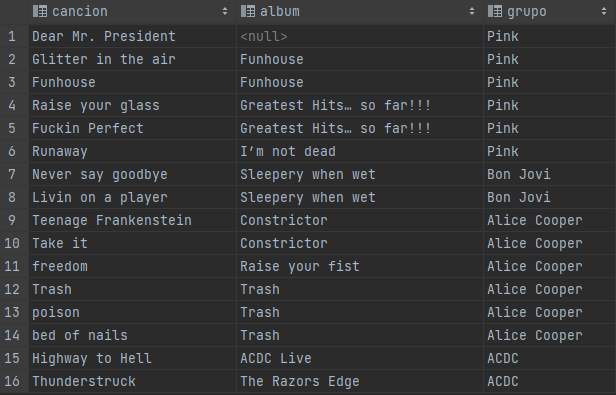 cancion album grupo
1 Dear Mr. President <null> Pink
2 Glitter in the air Funhouse Pink
3 Funhouse Funhouse Pink
4 Raise your glass Greatest Hits… so far!!! Pink
5 Fuckin Perfect Greatest Hits… so far!!! Pink
6 Runaway I’m not dead Pink
7 Never say goodbye Sleepery when wet Bon Jovi
8 Livin on a player Sleepery when wet Bon Jovi
9 Teenage Frankenstein Constrictor Alice Cooper
10 Take it Constrictor Alice Cooper
11 freedom Raise your fist Alice Cooper
12 Trash Trash Alice Cooper
13 poison Trash Alice Cooper
14 bed of nails Trash Alice Cooper
15 Highway to Hell ACDC Live ACDC
16 Thunderstruck The Razors Edge ACDC